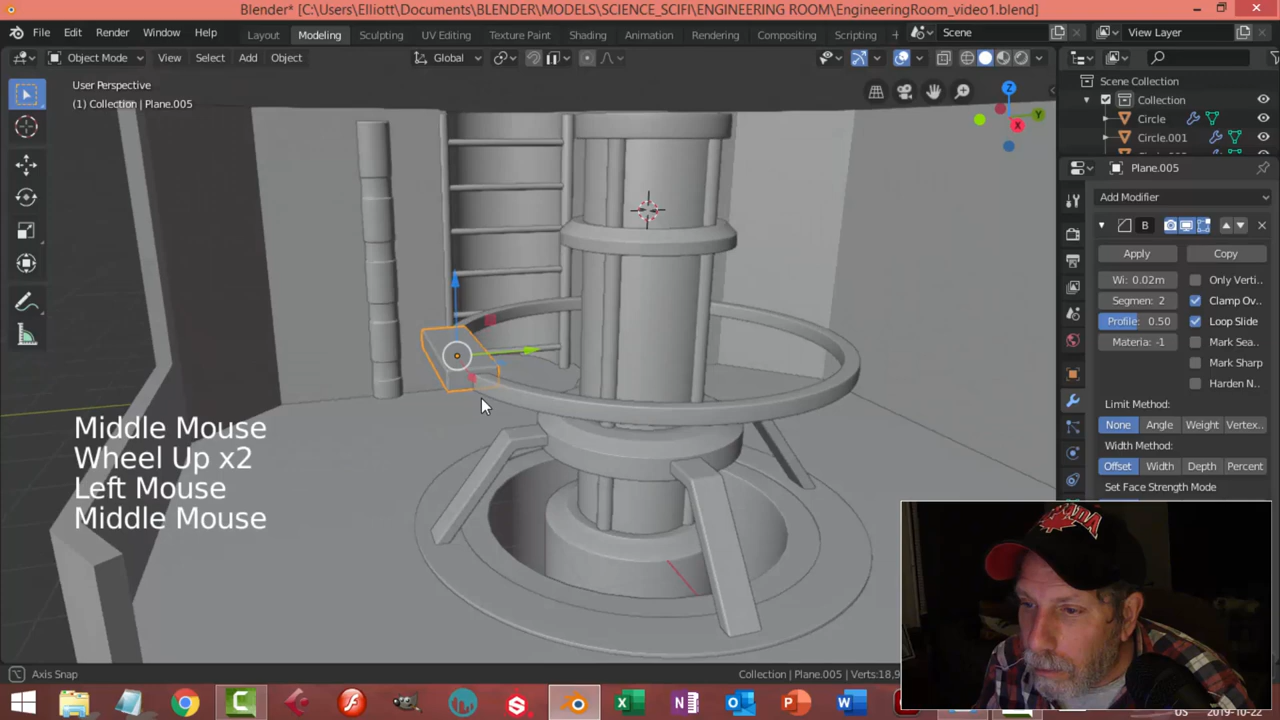 Blender* [C:\Users\Elliott\Documents\BLENDER\MODELS\SCIENCE_SCIFI\ENGINEERING ROOM\EngineeringRoom_video1.blend]
File Edit Render Window Help Layout Modeling Sculpting UV Editing Texture Paint Shading Animation Rendering Compositing Scripting + Scene View Layer
Object Mode View Select Add Object Global
User Perspective
(1) Collection | Plane.005
Scene Collection
Collection
Circle
Circle.001
Plane.005
Add Modifier
B
Apply Copy
Wi: 0.02m Only Verti..
Segmen: 2 Clamp Ov..
Profile: 0.50 Loop Slide
Materia: -1 Mark Sea..
Mark Sharp
Harden N...
Limit Method:
None Angle Weight Vertex..
Width Method:
Offset Width Depth Percent
Set Face Strength Mode
Z
Y
X
Middle Mouse
Wheel Up x2
Left Mouse
Middle Mouse
Axis Snap
Collection | Plane.005 | Verts:18,9
2019-10-22